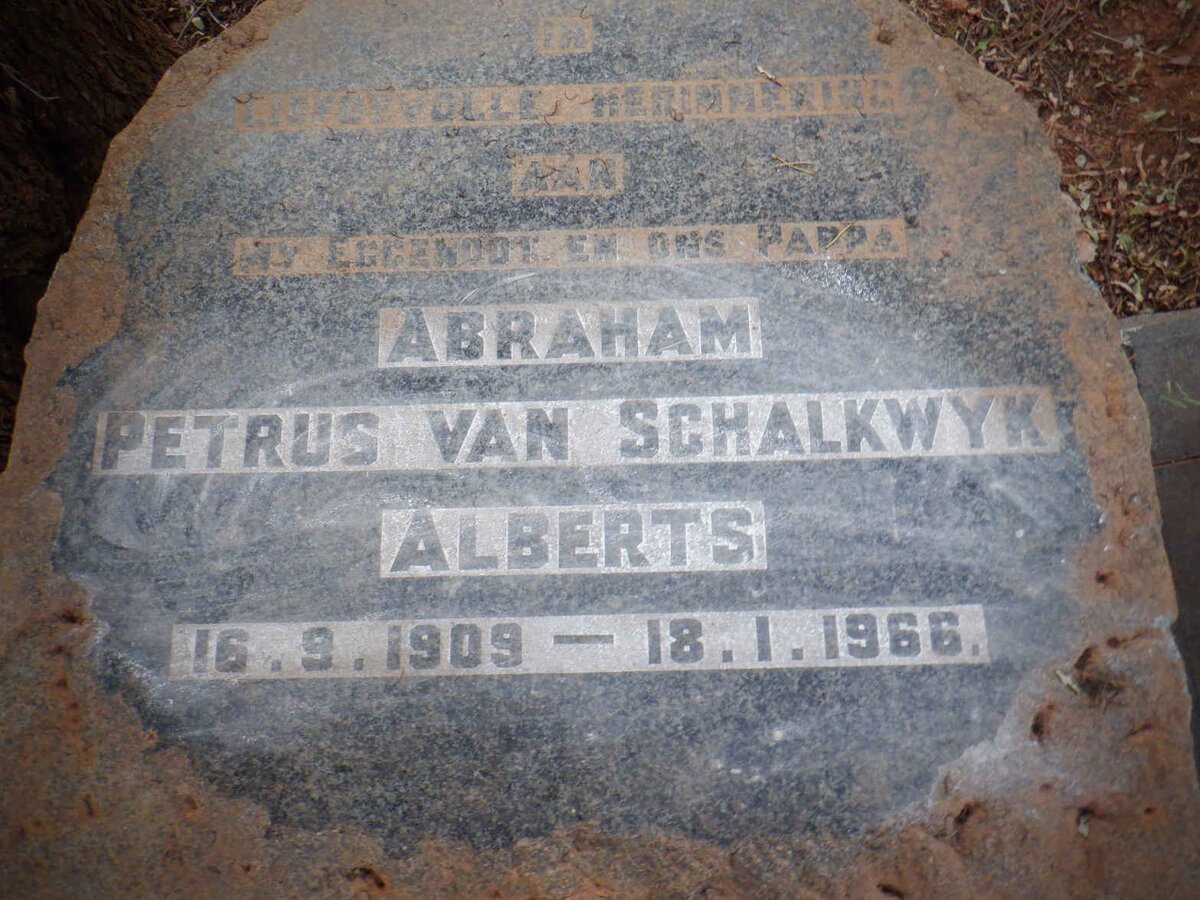 IN
LIEFDEVOLLE HERINNERING
AAN
MY EGGENOOT EN ONS PAPPA
ABRAHAM
PETRUS VAN SCHALKWYK
ALBERTS
16.9.1909 — 18.1.1966.